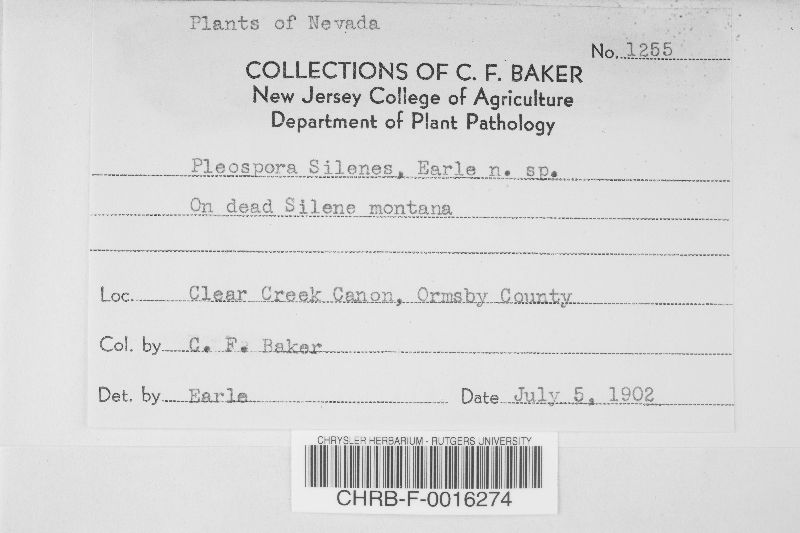 Plants of Nevada
No. 1255
COLLECTIONS OF C. F. BAKER
New Jersey College of Agriculture
Department of Plant Pathology
Pleospora Silenes, Earle n. sp.
On dead Silene montana
Loc. Clear Creek Canon, Ormsby County
Col. by C. F. Baker
Det. by Earle Date July 5, 1902
CHRYSLER HERBARIUM - RUTGERS UNIVERSITY
CHRB-F-0016274